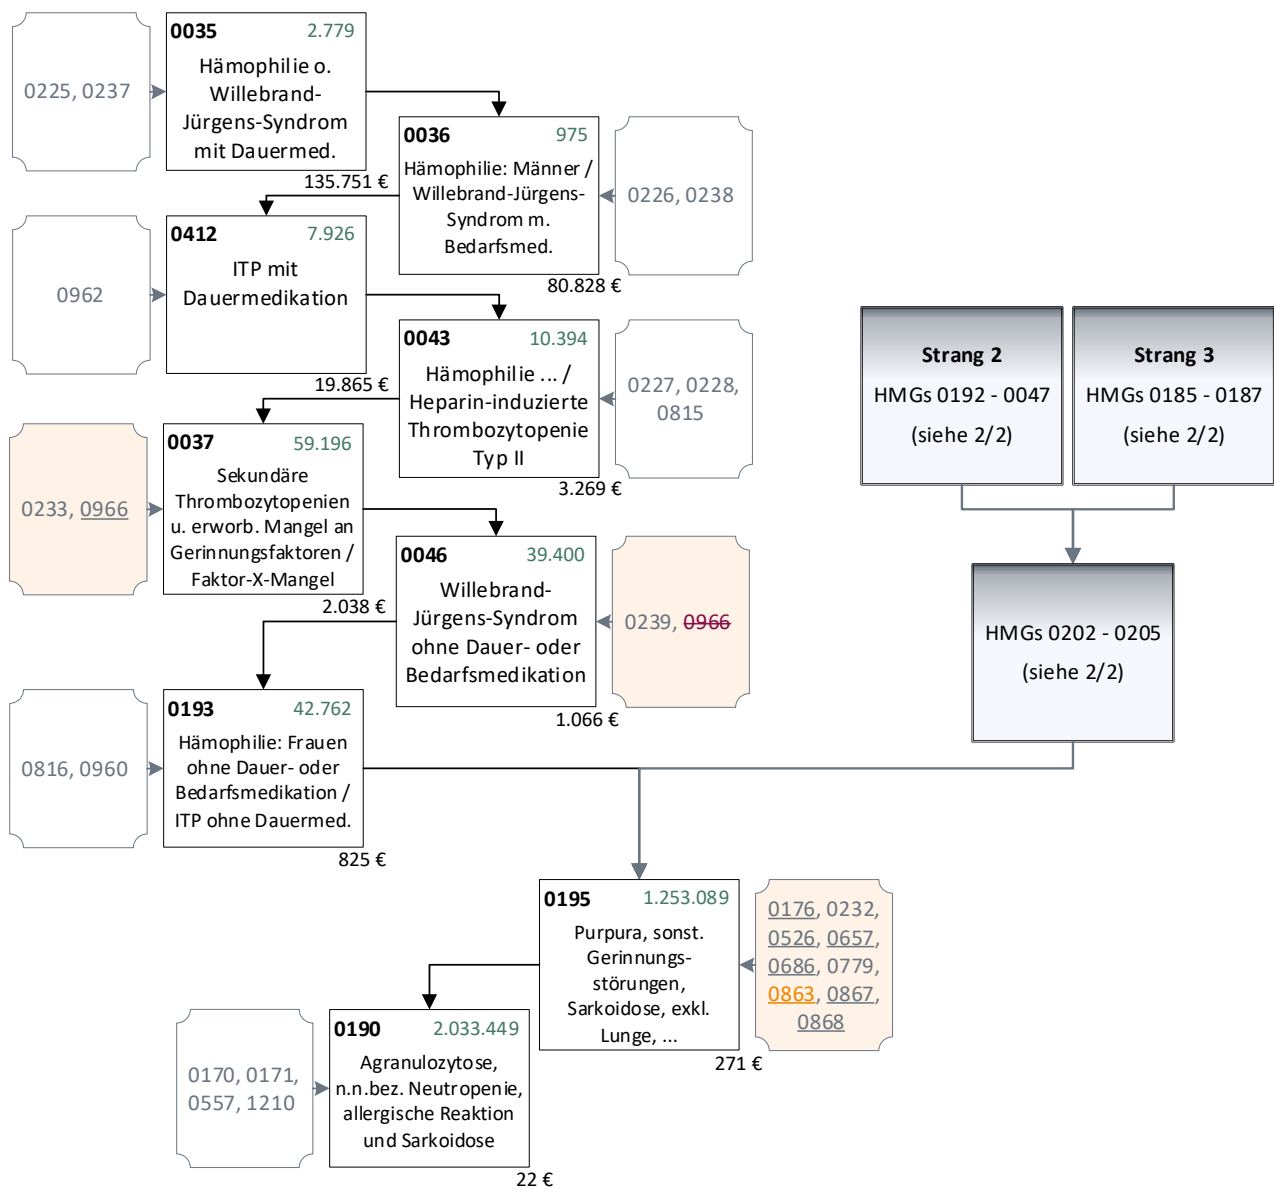 0225, 0237
0035 2.779
Hämophilie o.
Willebrand-
Jürgens-Syndrom
mit Dauermed.
135.751 €
0036 975
Hämophilie: Männer /
Willebrand-Jürgens-
Syndrom m.
Bedarfsmed.
80.828 €
0226, 0238
0962
0412 7.926
ITP mit
Dauermedikation
19.865 €
0043 10.394
Hämophilie ... /
Heparin-induzierte
Thrombozytopenie
Typ II
3.269 €
0227, 0228,
0815
0233, 0966
0037 59.196
Sekundäre
Thrombozytopenien
u. erworb. Mangel an
Gerinnungsfaktoren /
Faktor-X-Mangel
2.038 €
0046 39.400
Willebrand-
Jürgens-Syndrom
ohne Dauer- oder
Bedarfsmedikation
1.066 €
0239, 0966
0816, 0960
0193 42.762
Hämophilie: Frauen
ohne Dauer- oder
Bedarfsmedikation /
ITP ohne Dauermed.
825 €
Strang 2
HMGs 0192 - 0047
(siehe 2/2)
Strang 3
HMGs 0185 - 0187
(siehe 2/2)
HMGs 0202 - 0205
(siehe 2/2)
0195 1.253.089
Purpura, sonst.
Gerinnungs-
störungen,
Sarkoidose, exkl.
Lunge, ...
271 €
0176, 0232,
0526, 0657,
0686, 0779,
0863, 0867,
0868
0170, 0171,
0557, 1210
0190 2.033.449
Agranulozytose,
n.n.bez. Neutropenie,
allergische Reaktion
und Sarkoidose
22 €